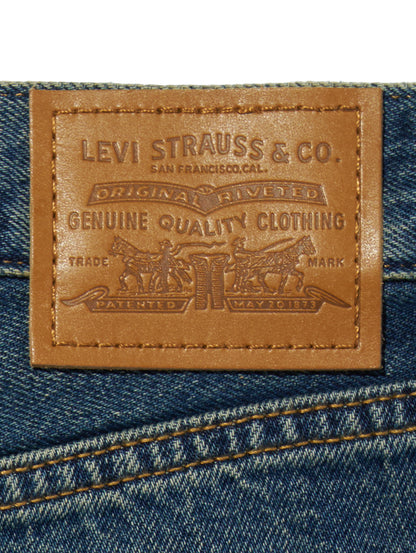 LEVI STRAUSS & CO.
SAN FRANCISCO, CAL.
ORIGINAL RIVETED
GENUINE QUALITY CLOTHING
TRADE MARK
PATENTED MAY 20 1873